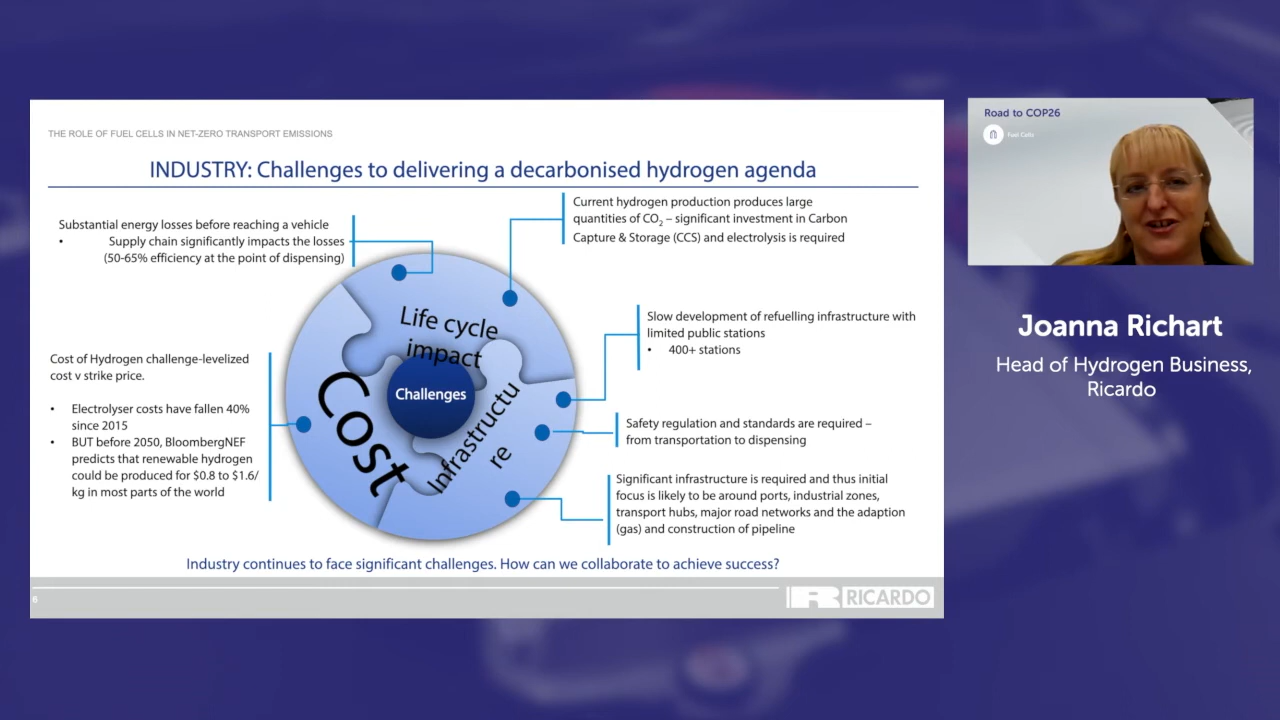 THE ROLE OF FUEL CELLS IN NET-ZERO TRANSPORT EMISSIONS
INDUSTRY: Challenges to delivering a decarbonised hydrogen agenda
Substantial energy losses before reaching a vehicle
• Supply chain significantly impacts the losses
(50-65% efficiency at the point of dispensing)
Current hydrogen production produces large
quantities of CO2 – significant investment in Carbon
Capture & Storage (CCS) and electrolysis is required
Cost of Hydrogen challenge-levelized
cost v strike price.
• Electrolyser costs have fallen 40%
since 2015
• BUT before 2050, BloombergNEF
predicts that renewable hydrogen
could be produced for $0.8 to $1.6/
kg in most parts of the world
Life cycle
impact
Challenges
Cost
Infrastructu
re
Slow development of refuelling infrastructure with
limited public stations
• 400+ stations
Safety regulation and standards are required –
from transportation to dispensing
Significant infrastructure is required and thus initial
focus is likely to be around ports, industrial zones,
transport hubs, major road networks and the adaption
(gas) and construction of pipeline
Industry continues to face significant challenges. How can we collaborate to achieve success?
6
RICARDO
Road to COP26
Fuel Cells
Joanna Richart
Head of Hydrogen Business,
Ricardo